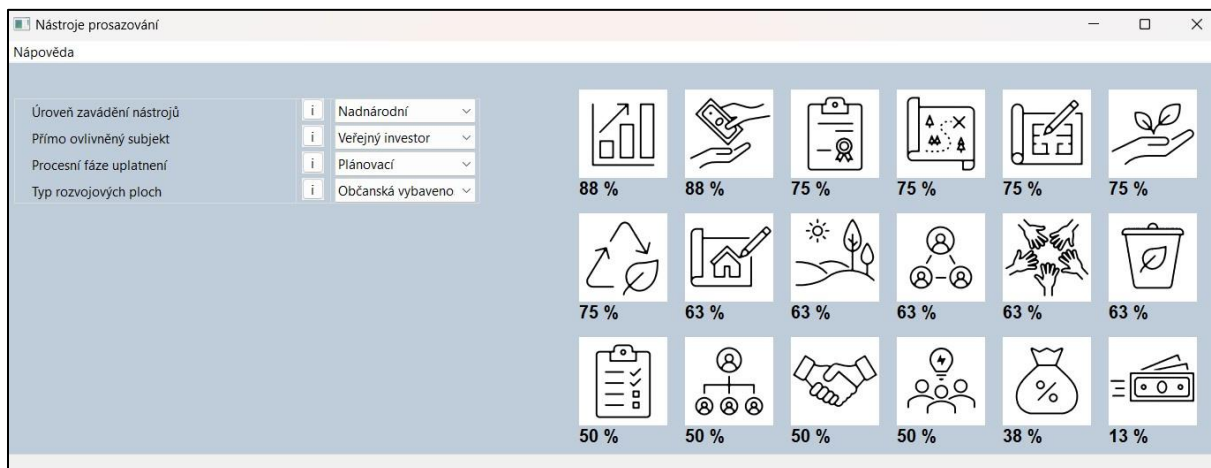 Nástroje prosazování
Nápověda
Úroveň zavádění nástrojů i Nadnárodní
Přímo ovlivněný subjekt i Veřejný investor
Procesní fáze uplatnení i Plánovací
Typ rozvojových ploch i Občanská vybaveno
88 % 88 % 75 % 75 % 75 % 75 %
75 % 63 % 63 % 63 % 63 % 63 %
50 % 50 % 50 % 50 % 38 % 13 %